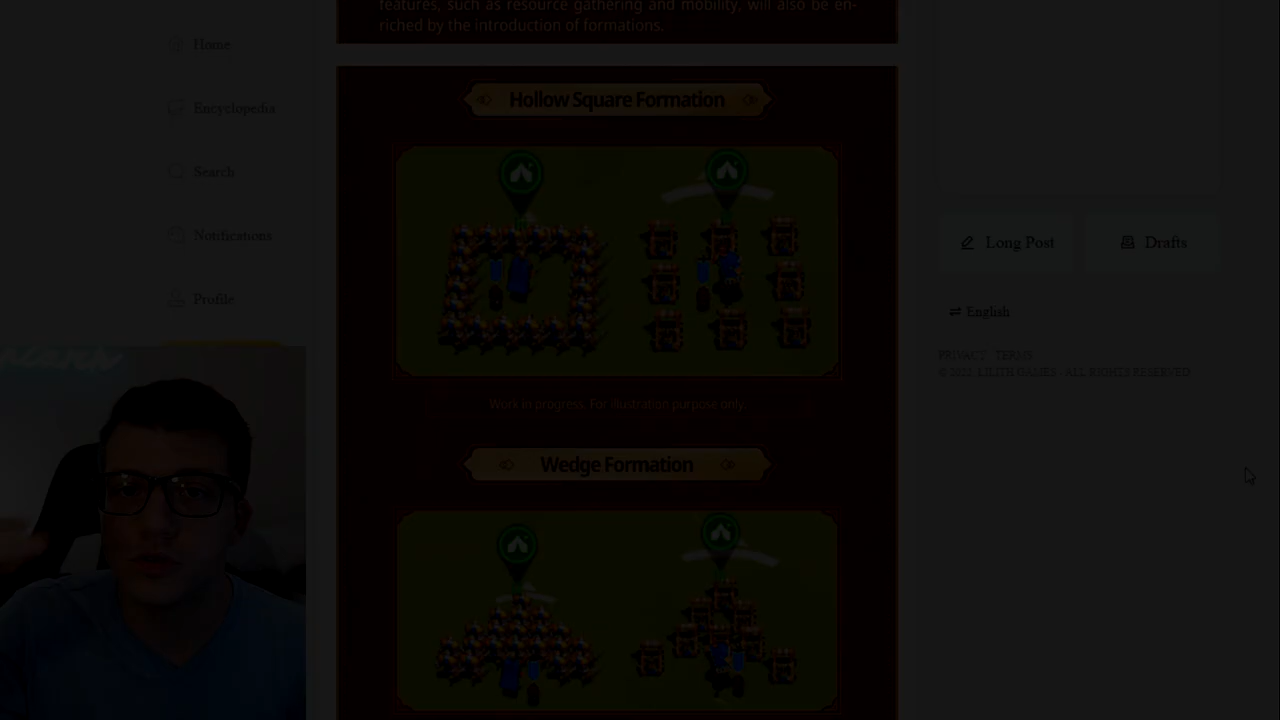 features, such as resource gathering and mobility, will also be en-
riched by the introduction of formations.
Home
Encyclopedia
Search
Notifications
Profile
Hollow Square Formation
Work in progress. For illustration purpose only.
Wedge Formation
Long Post
Drafts
English
PRIVACY TERMS
© 2022, LILITH GAMES - ALL RIGHTS RESERVED